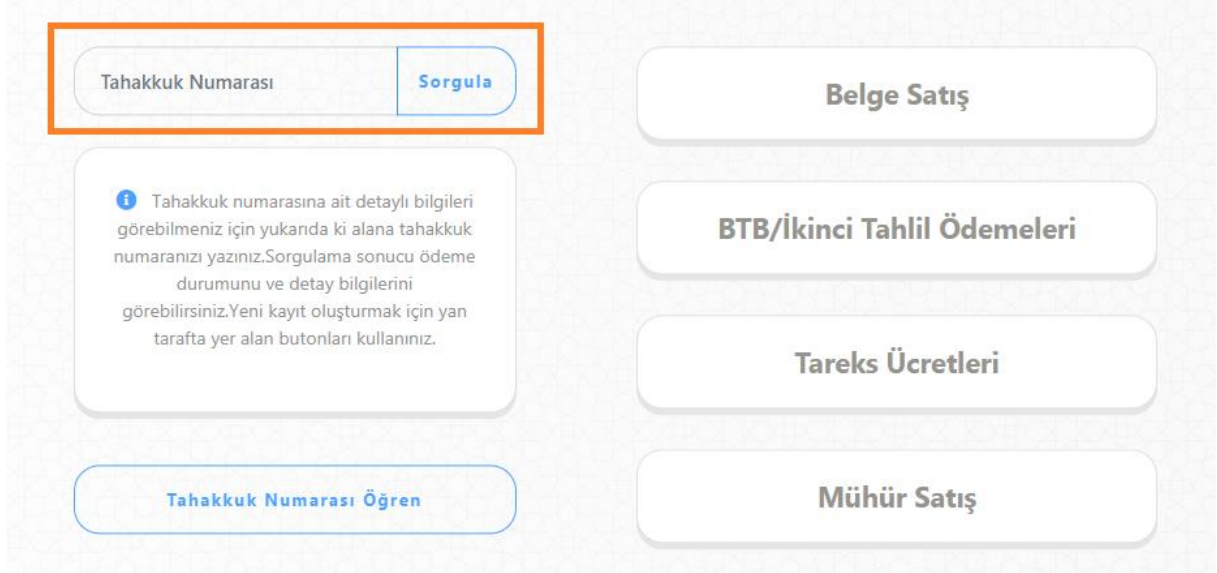 Tahakkuk Numarası
Sorgula
Tahakkuk numarasına ait detaylı bilgileri
görebilmeniz için yukarıda ki alana tahakkuk
numaranızı yazınız.Sorgulama sonucu ödeme
durumunu ve detay bilgilerini
görebilirsiniz.Yeni kayıt oluşturmak için yan
tarafta yer alan butonları kullanınız.
Tahakkuk Numarası Öğren
Belge Satış
BTB/İkinci Tahlil Ödemeleri
Tareks Ücretleri
Mühür Satış